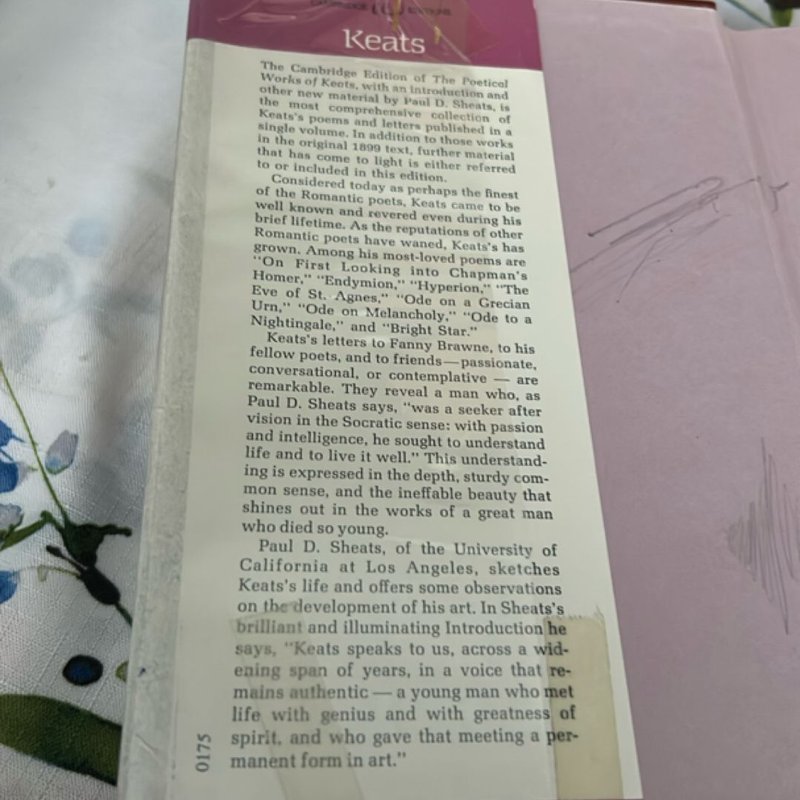 Keats
The Cambridge Edition of The Poetical
Works of Keats, with an introduction and
other new material by Paul D. Sheats, is
the most comprehensive collection of
Keats's poems and letters published in a
single volume. In addition to those works
in the original 1899 text, further material
that has come to light is either referred
to or included in this edition.
Considered today as perhaps the finest
of the Romantic poets, Keats came to be
well known and revered even during his
brief lifetime. As the reputations of other
Romantic poets have waned, Keats's has
grown. Among his most-loved poems are
"On First Looking into Chapman's
Homer," "Endymion," "Hyperion," "The
Eve of St. Agnes," "Ode on a Grecian
Urn," "Ode on Melancholy," "Ode to a
Nightingale," and "Bright Star."
Keats's letters to Fanny Brawne, to his
fellow poets, and to friends—passionate,
conversational, or contemplative — are
remarkable. They reveal a man who, as
Paul D. Sheats says, "was a seeker after
vision in the Socratic sense: with passion
and intelligence, he sought to understand
life and to live it well." This understand-
ing is expressed in the depth, sturdy com-
mon sense, and the ineffable beauty that
shines out in the works of a great man
who died so young.
Paul D. Sheats, of the University of
California at Los Angeles, sketches
Keats's life and offers some observations
on the development of his art. In Sheats's
brilliant and illuminating Introduction he
says, "Keats speaks to us, across a wid-
ening span of years, in a voice that re-
mains authentic — a young man who met
life with genius and with greatness of
spirit, and who gave that meeting a per-
manent form in art."
0175